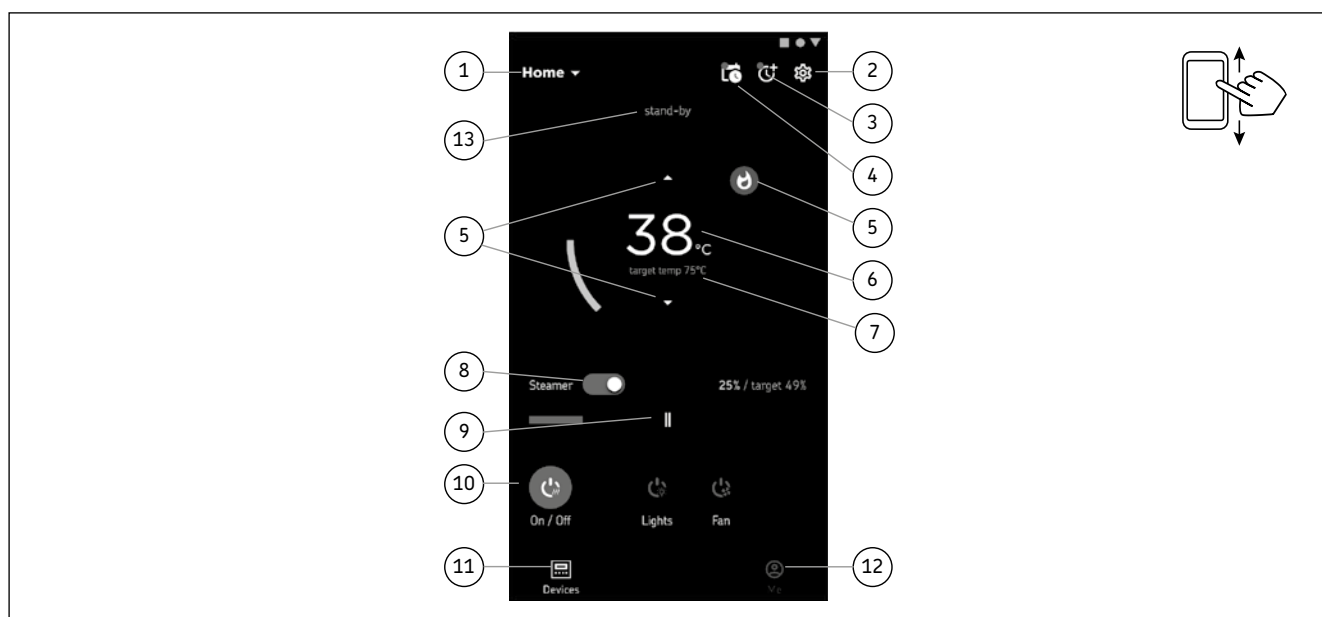 1
Home
2
stand-by
3
13
4
5
5
38°C
6
target temp 75°C
7
8
Steamer
25% / target 49%
9
10
On / Off
Lights
Fan
11
12
Devices
Me